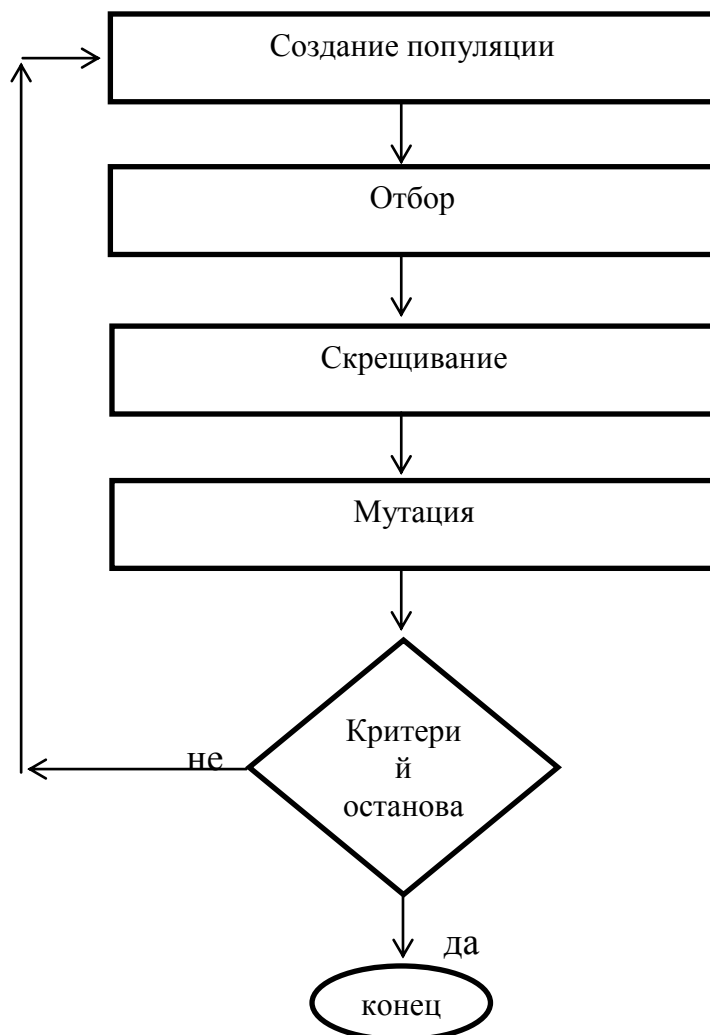 Создание популяции
Отбор
Скрещивание
Мутация
Критери
й
останова
не
да
конец